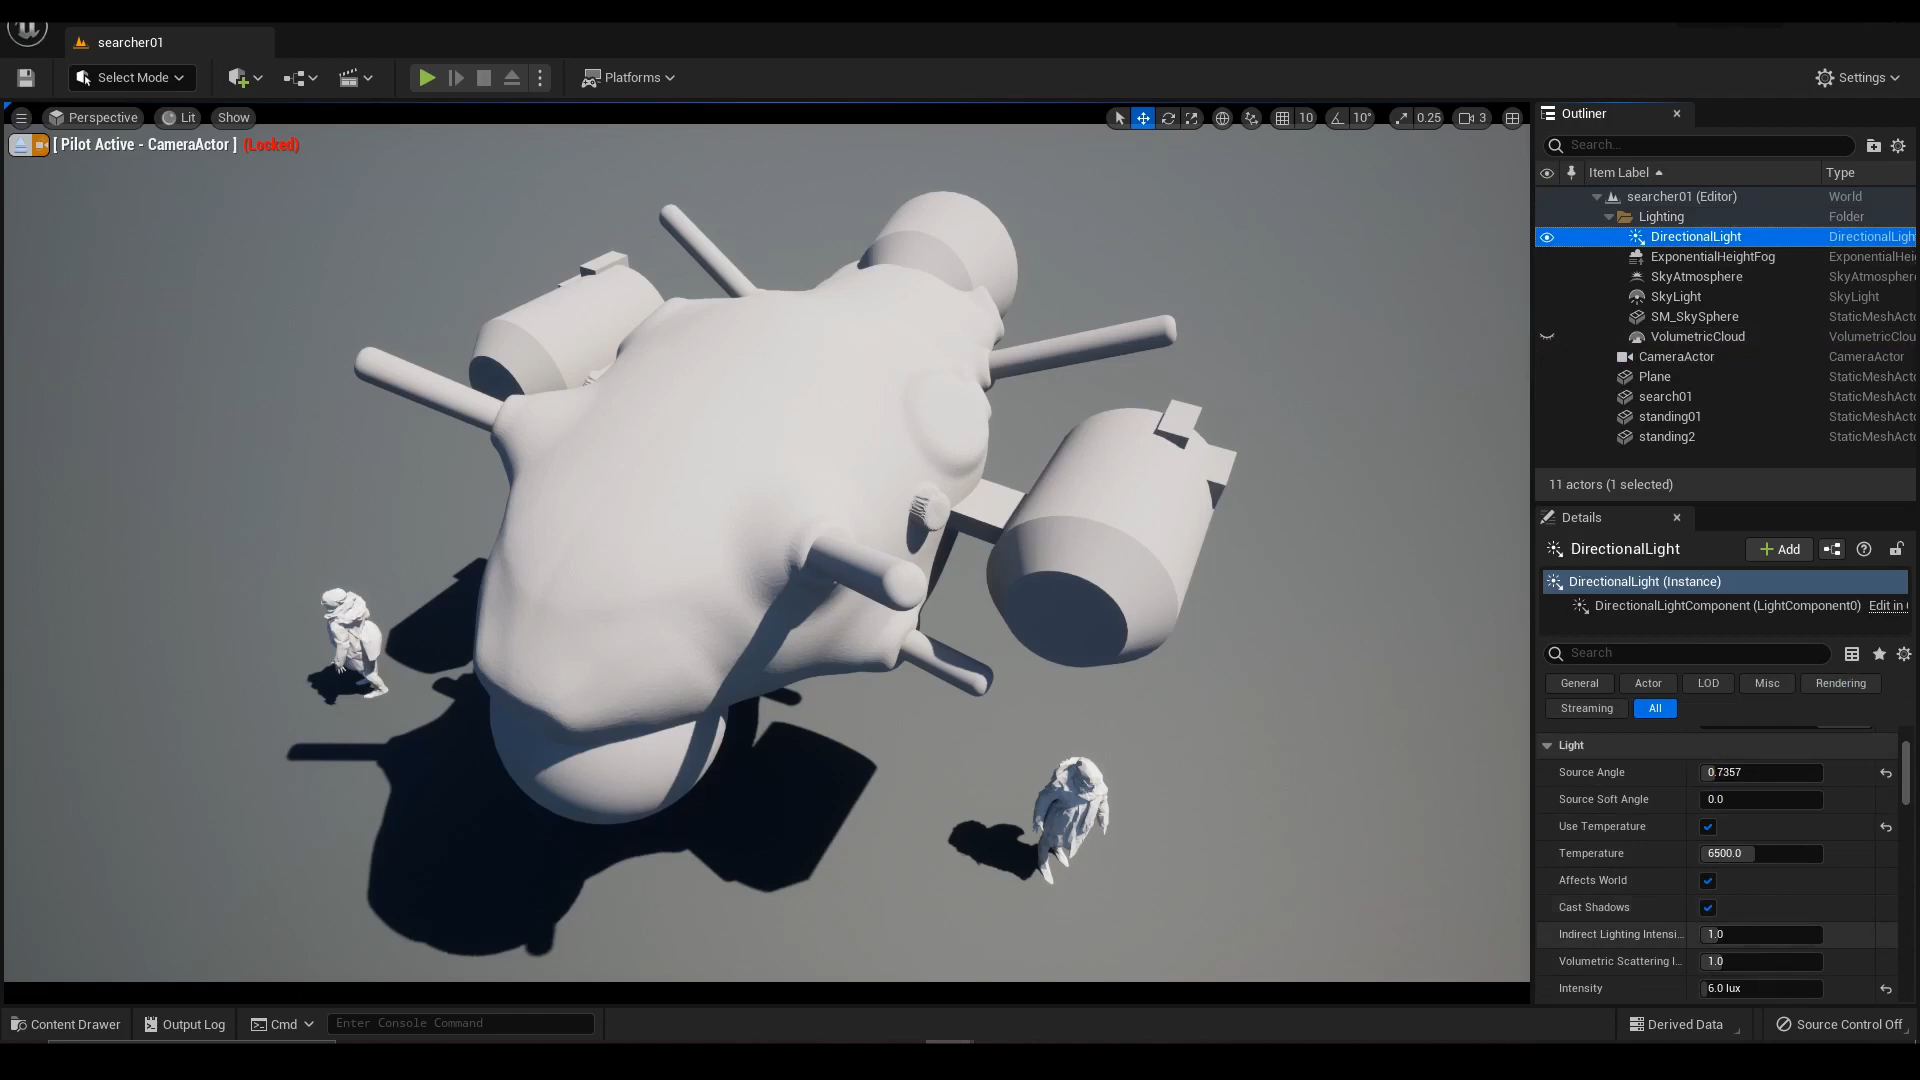 searcher01
Select Mode
Platforms
Settings
Perspective
Lit
Show
10
10°
0.25
3
[ Pilot Active - CameraActor ] (Locked)
Outliner
Search...
Item Label
Type
searcher01 (Editor)
World
Lighting
Folder
DirectionalLight
DirectionalLigh
ExponentialHeightFog
ExponentialHei
SkyAtmosphere
SkyAtmosphere
SkyLight
SkyLight
SM_SkySphere
StaticMeshActo
VolumetricCloud
VolumetricClou
CameraActor
CameraActor
Plane
StaticMeshActo
search01
StaticMeshActo
standing01
StaticMeshActo
standing2
StaticMeshActo
11 actors (1 selected)
Details
DirectionalLight
Add
DirectionalLight (Instance)
DirectionalLightComponent (LightComponent0)
Edit in
Search
General
Actor
LOD
Misc
Rendering
Streaming
All
Light
Source Angle
0.7357
Source Soft Angle
0.0
Use Temperature
Temperature
6500.0
Affects World
Cast Shadows
Indirect Lighting Intensi...
1.0
Volumetric Scattering I...
1.0
Intensity
6.0 lux
Content Drawer
Output Log
Cmd
Enter Console Command
Derived Data
Source Control Off